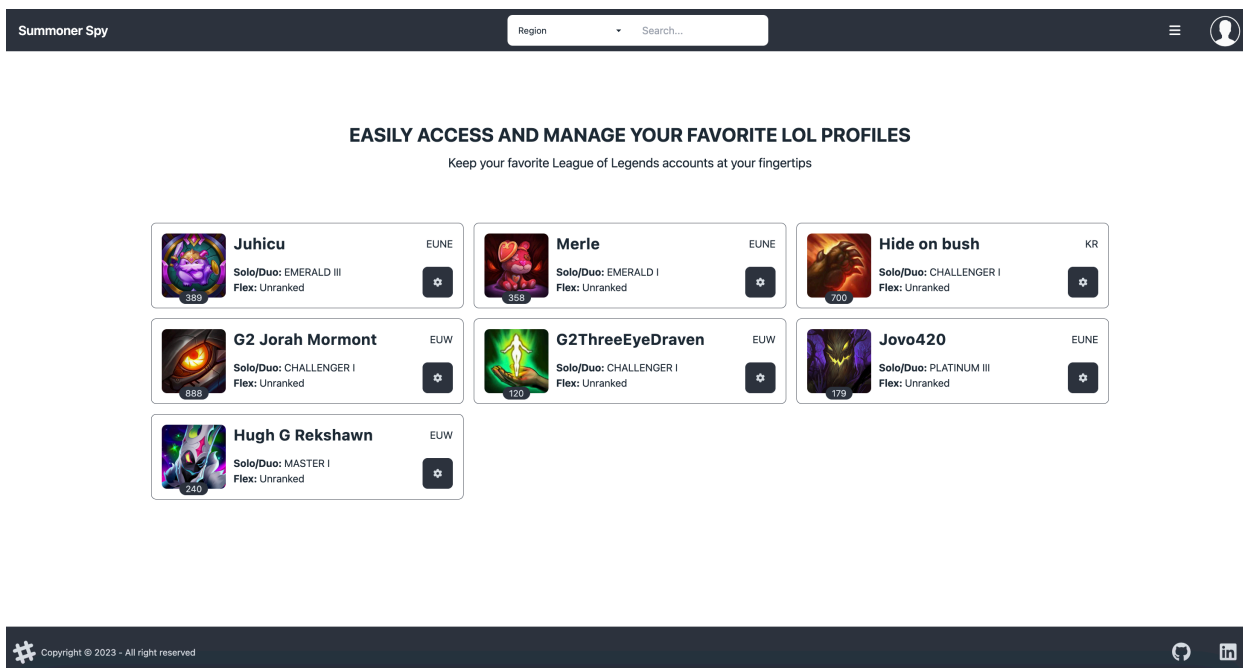 Summoner Spy
Region
Search...
EASILY ACCESS AND MANAGE YOUR FAVORITE LOL PROFILES
Keep your favorite League of Legends accounts at your fingertips
Juhicu
EUNE
Solo/Duo: EMERALD III
Flex: Unranked
389
Merle
EUNE
Solo/Duo: EMERALD I
Flex: Unranked
358
Hide on bush
KR
Solo/Duo: CHALLENGER I
Flex: Unranked
700
G2 Jorah Mormont
EUW
Solo/Duo: CHALLENGER I
Flex: Unranked
888
G2ThreeEyeDraven
EUW
Solo/Duo: CHALLENGER I
Flex: Unranked
120
Jovo420
EUNE
Solo/Duo: PLATINUM III
Flex: Unranked
179
Hugh G Rekshawn
EUW
Solo/Duo: MASTER I
Flex: Unranked
240
Copyright © 2023 - All right reserved
in